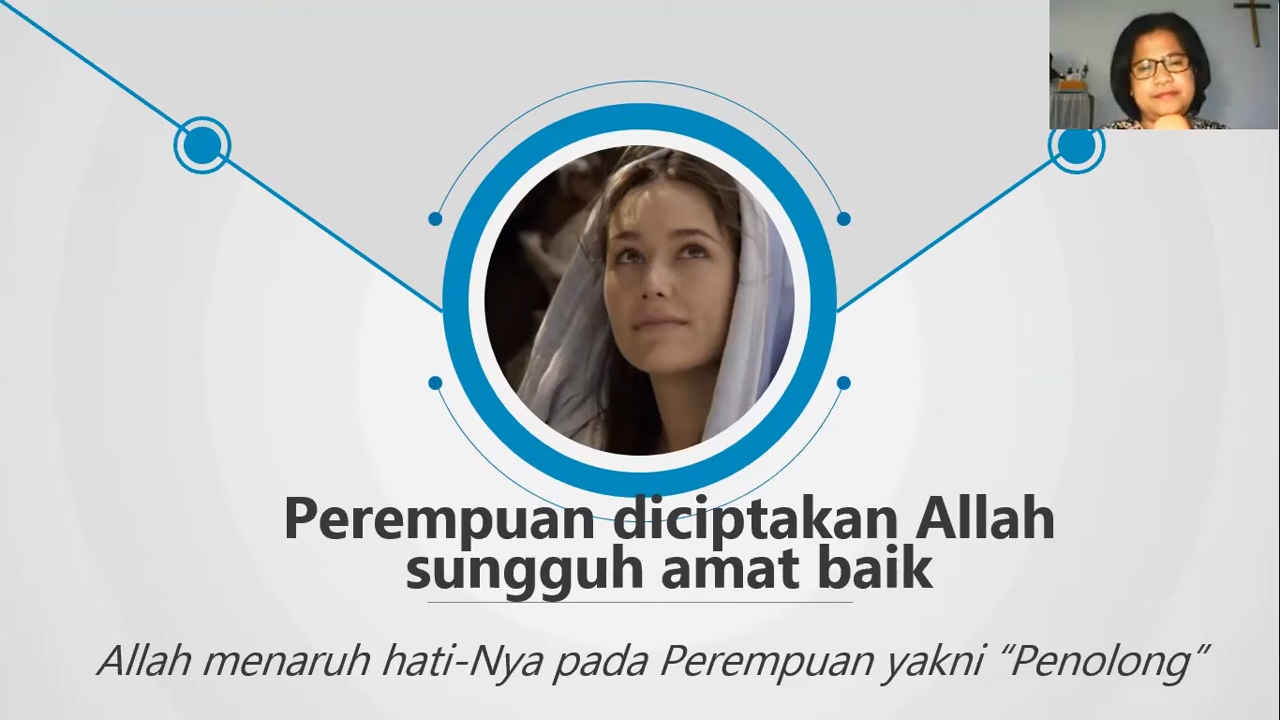 Perempuan diciptakan Allah
sungguh amat baik
Allah menaruh hati-Nya pada Perempuan yakni “Penolong”